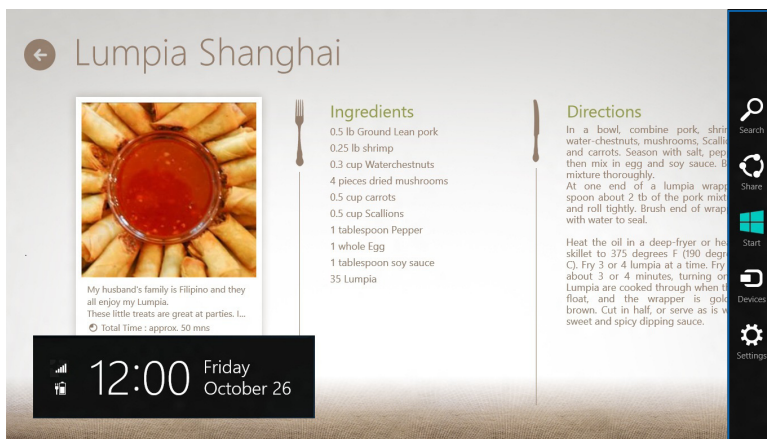 Lumpia Shanghai
My husband's family is Filipino and they
all enjoy my Lumpia.
These little treats are great at parties. I...
Total Time : approx. 50 mns
Ingredients
0.5 lb Ground Lean pork
0.25 lb shrimp
0.3 cup Waterchestnuts
4 pieces dried mushrooms
0.5 cup carrots
0.5 cup Scallions
1 tablespoon Pepper
1 whole Egg
1 tablespoon soy sauce
35 Lumpia
Directions
In a bowl, combine pork,
water-chestnuts, mushrooms,
and carrots. Season with salt,
then mix in egg and soy sauce.
mixture thoroughly.
At one end of a lumpia
spoon about 2 tb of the pork
and roll tightly. Brush end of
with water to seal.
Heat the oil in a deep-fryer or
skillet to 375 degrees F (190
C). Fry 3 or 4 lumpia at a time. Fry
about 3 or 4 minutes, turning
Lumpia are cooked through when
float, and the wrapper is
brown. Cut in half, or serve as is
sweet and spicy dipping sauce.
Search
Share
Start
Devices
Settings
12:00
Friday
October 26